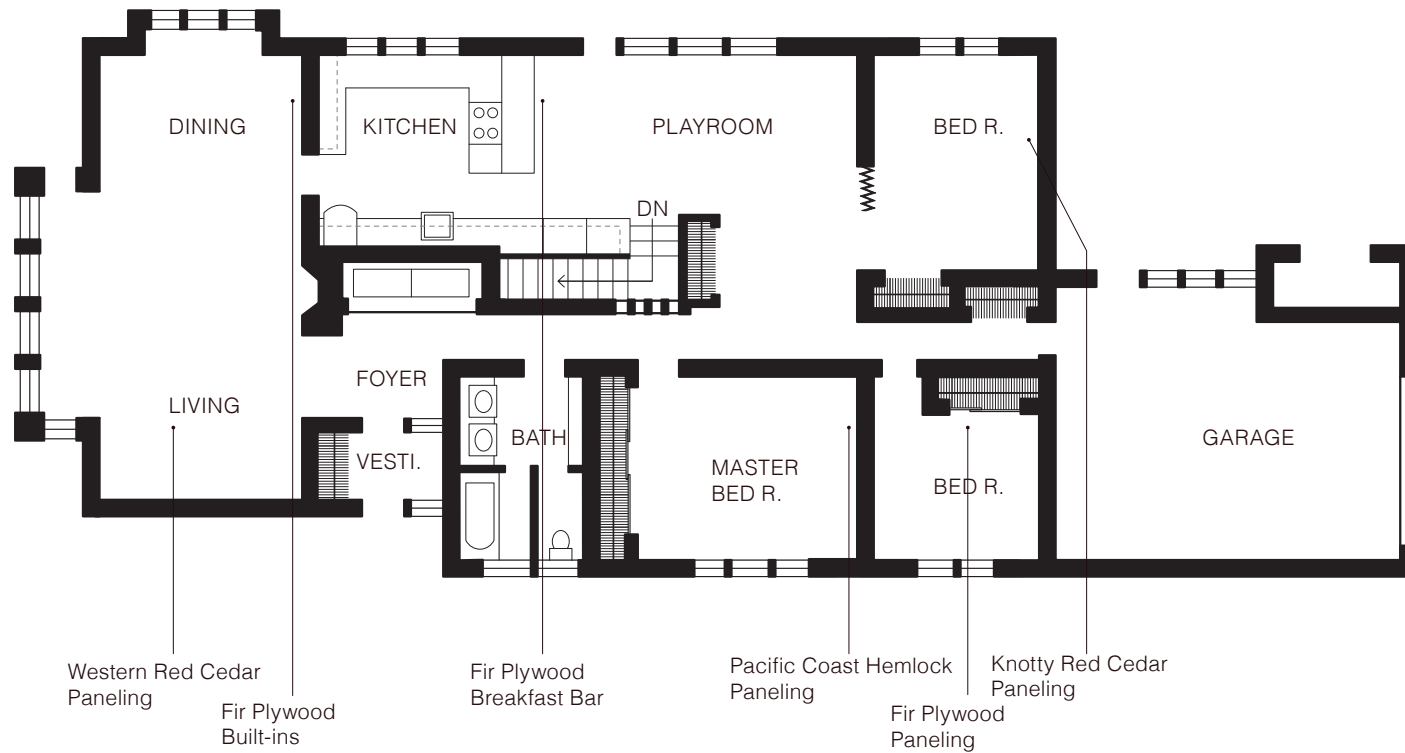 DINING
KITCHEN
PLAYROOM
BED R.
DN
FOYER
LIVING
BATH
VESTI.
MASTER
BED R.
BED R.
GARAGE
Western Red Cedar
Paneling
Fir Plywood
Built-ins
Fir Plywood
Breakfast Bar
Pacific Coast Hemlock
Paneling
Fir Plywood
Paneling
Knotty Red Cedar
Paneling